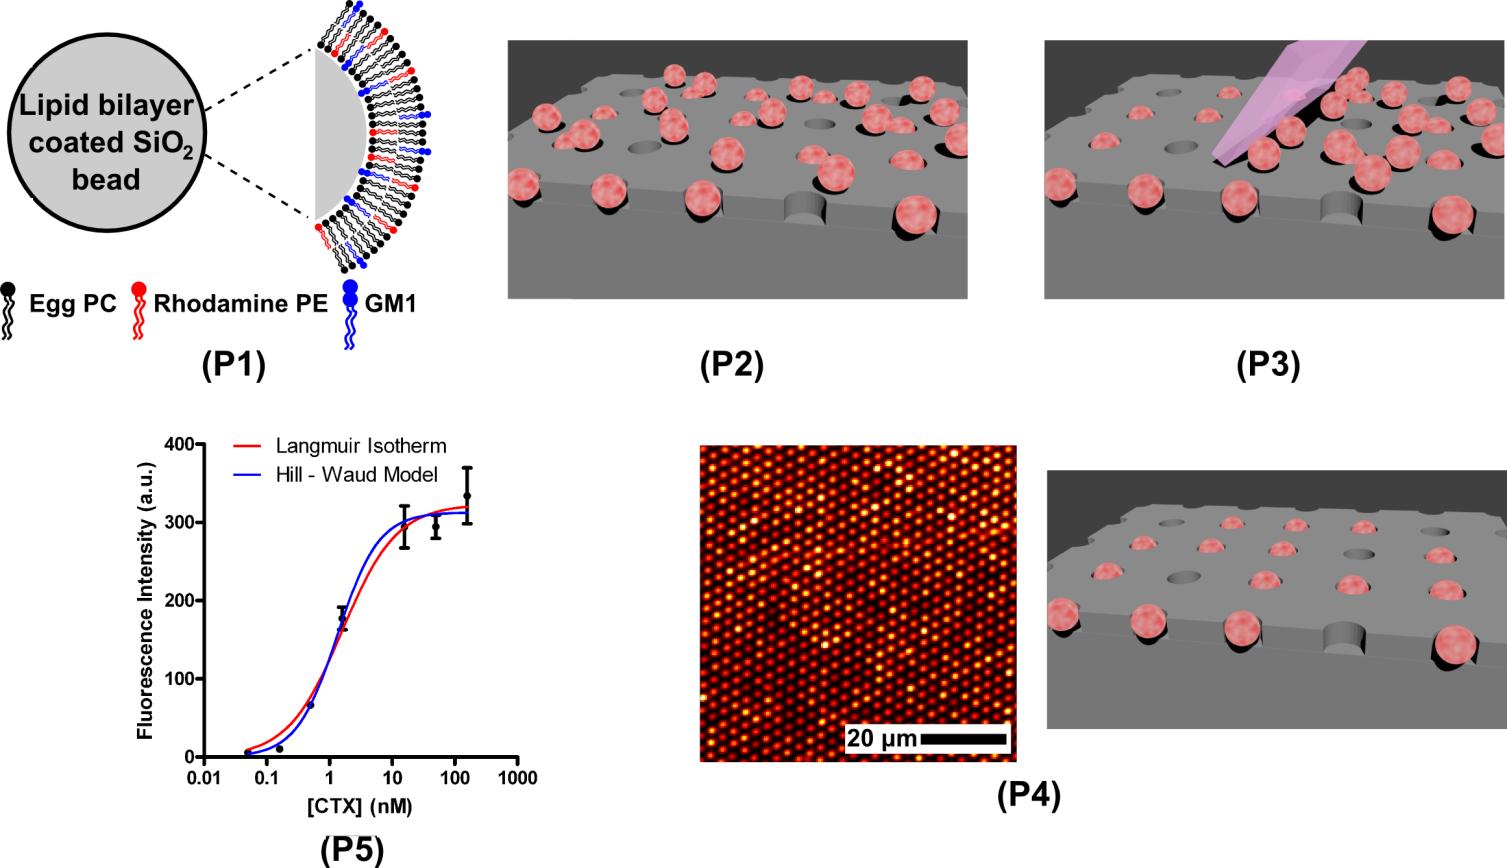 Lipid bilayer
coated SiO₂
bead
Egg PC
Rhodamine PE
GM1
(P1)
(P2)
(P3)
400
300
200
100
0
Fluorescence Intensity (a.u.)
Langmuir Isotherm
Hill - Waud Model
0.01 0.1 1 10 100 1000
[CTX] (nM)
(P5)
20 µm
(P4)